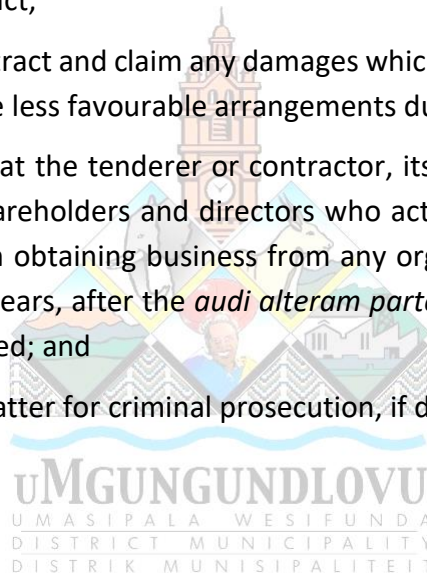 act,
tract and claim any damages which
e less favourable arrangements du
at the tenderer or contractor, its
areholders and directors who act
n obtaining business from any org
ears, after the audi alteram parte
ed; and
atter for criminal prosecution, if d
UMGUNGUNDLOVU
UMASIPALA WESIFUNDA
DISTRICT MUNICIPALITY
DISTRIK MUNISIPALITEIT